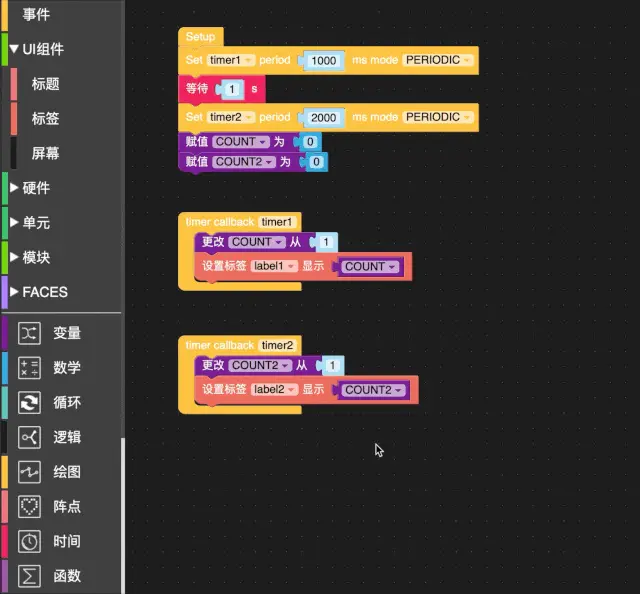 事件
UI组件
标题
标签
屏幕
硬件
单元
模块
FACES
变量
数学
循环
逻辑
绘图
阵点
时间
函数
Setup
Set timer1 period 1000 ms mode PERIODIC
等待 1 s
Set timer2 period 2000 ms mode PERIODIC
赋值 COUNT 为 0
赋值 COUNT2 为 0
timer callback timer1
更改 COUNT 从 1
设置标签 label1 显示 COUNT
timer callback timer2
更改 COUNT2 从 1
设置标签 label2 显示 COUNT2